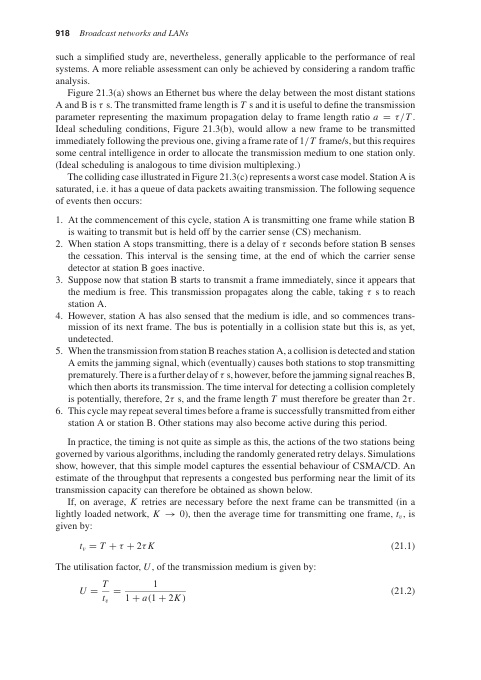 918 Broadcast networks and LANs
such a simplified study are, nevertheless, generally applicable to the performance of real
systems. A more reliable assessment can only be achieved by considering a random traffic
analysis.
Figure 21.3(a) shows an Ethernet bus where the delay between the most distant stations
A and B is τ s. The transmitted frame length is T s and it is useful to define the transmission
parameter representing the maximum propagation delay to frame length ratio a = τ/T.
Ideal scheduling conditions, Figure 21.3(b), would allow a new frame to be transmitted
immediately following the previous one, giving a frame rate of 1/T frame/s, but this requires
some central intelligence in order to allocate the transmission medium to one station only.
(Ideal scheduling is analogous to time division multiplexing.)
The colliding case illustrated in Figure 21.3(c) represents a worst case model. Station A is
saturated, i.e. it has a queue of data packets awaiting transmission. The following sequence
of events then occurs:
1. At the commencement of this cycle, station A is transmitting one frame while station B
is waiting to transmit but is held off by the carrier sense (CS) mechanism.
2. When station A stops transmitting, there is a delay of τ seconds before station B senses
the cessation. This interval is the sensing time, at the end of which the carrier sense
detector at station B goes inactive.
3. Suppose now that station B starts to transmit a frame immediately, since it appears that
the medium is free. This transmission propagates along the cable, taking τ s to reach
station A.
4. However, station A has also sensed that the medium is idle, and so commences trans-
mission of its next frame. The bus is potentially in a collision state but this is, as yet,
undetected.
5. When the transmission from station B reaches station A, a collision is detected and station
A emits the jamming signal, which (eventually) causes both stations to stop transmitting
prematurely. There is a further delay of τ s, however, before the jamming signal reaches B,
which then aborts its transmission. The time interval for detecting a collision completely
is potentially, therefore, 2τ s, and the frame length T must therefore be greater than 2τ.
6. This cycle may repeat several times before a frame is successfully transmitted from either
station A or station B. Other stations may also become active during this period.
In practice, the timing is not quite as simple as this, the actions of the two stations being
governed by various algorithms, including the randomly generated retry delays. Simulations
show, however, that this simple model captures the essential behaviour of CSMA/CD. An
estimate of the throughput that represents a congested bus performing near the limit of its
transmission capacity can therefore be obtained as shown below.
If, on average, K retries are necessary before the next frame can be transmitted (in a
lightly loaded network, K → 0), then the average time for transmitting one frame, tᵥ, is
given by:
tᵥ = T + τ + 2τK (21.1)
The utilisation factor, U, of the transmission medium is given by:
U = T/tᵥ = 1/(1 + a(1 + 2K)) (21.2)